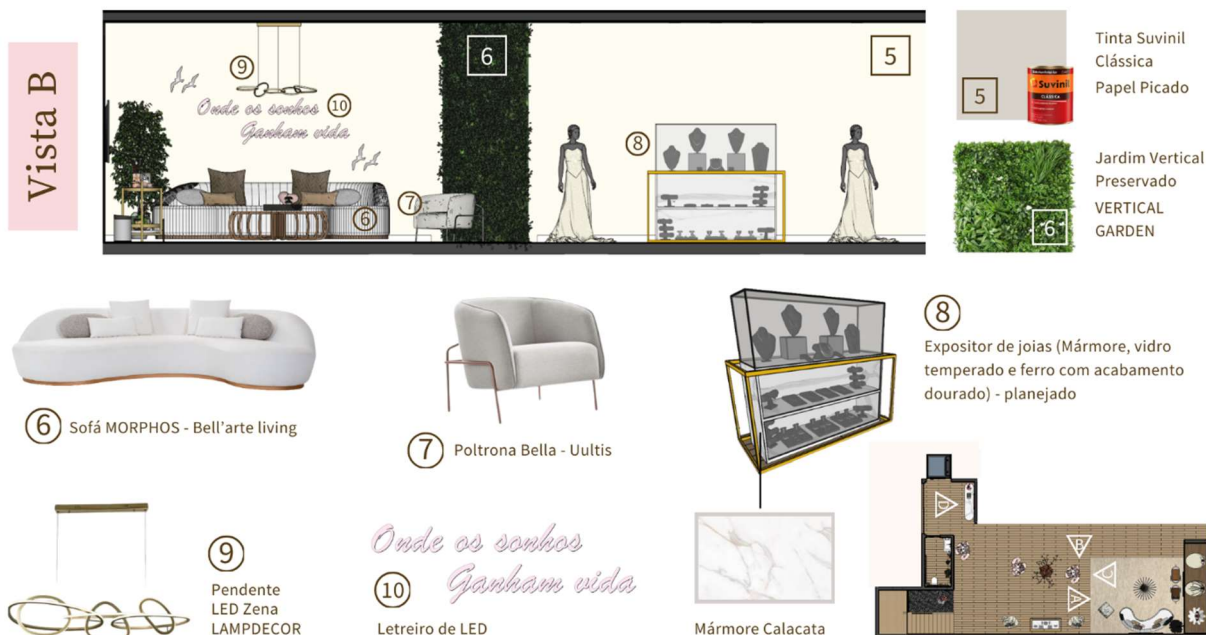 Vista B
9
Onde os sonhos
10
Ganham vida
6
5
8
7
6
5
Suvinil
CLÁSSICA
Tinta Suvinil
Clássica
Papel Picado
6
Jardim Vertical
Preservado
VERTICAL
GARDEN
6
Sofá MORPHOS - Bell'arte living
7
Poltrona Bella - Uultis
8
Expositor de joias (Mármore, vidro
temperado e ferro com acabamento
dourado) - planejado
9
Pendente
LED Zena
LAMPDECOR
Onde os sonhos
Ganham vida
10
Letreiro de LED
Mármore Calacata
D
B
C
A